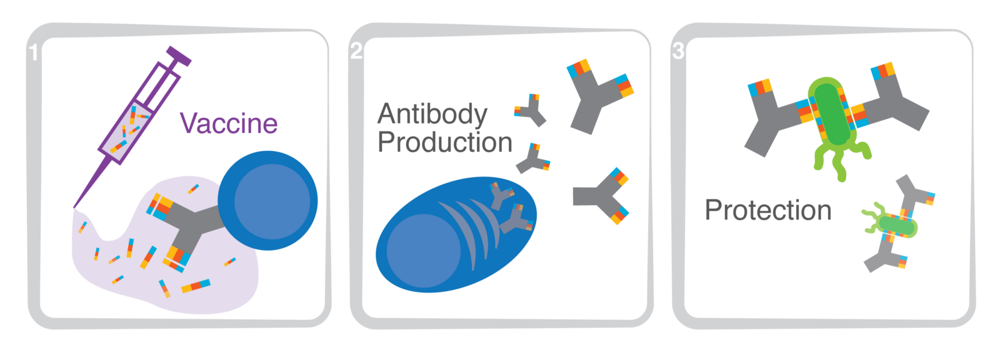 1
Vaccine
2
Antibody
Production
3
Protection